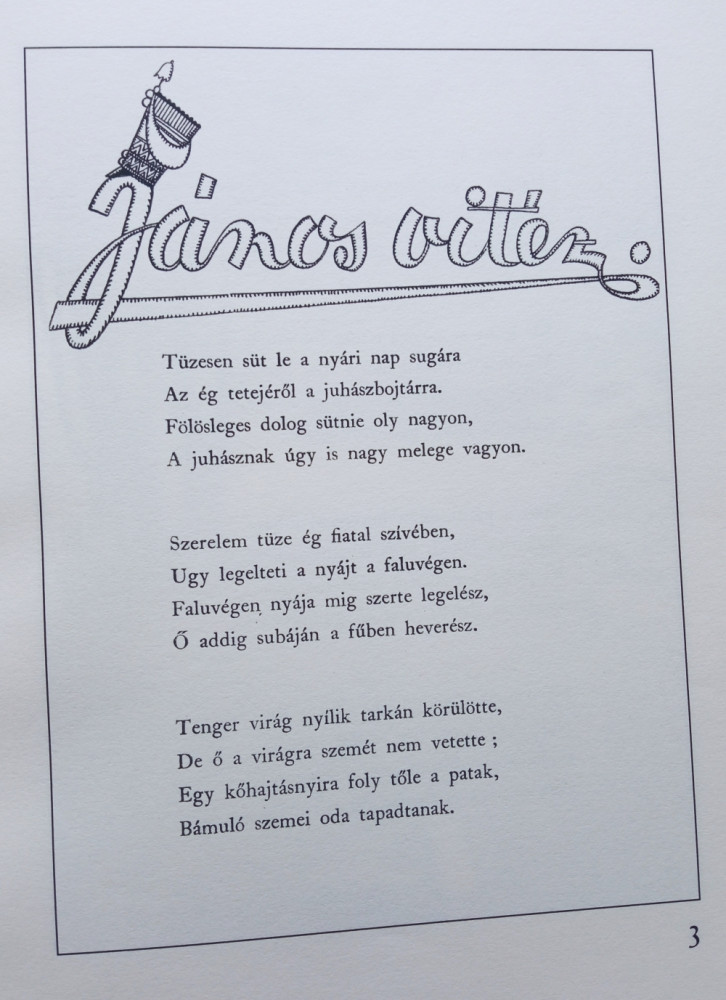 János vitéz.
Tüzesen süt le a nyári nap sugára
Az ég tetejéről a juhászbojtárra.
Fölösleges dolog sütnie oly nagyon,
A juhásznak úgy is nagy melege vagyon.
Szerelem tüze ég fiatal szívében,
Ugy legelteti a nyájt a faluvégen.
Faluvégen nyája mig szerte legelész,
Ő addig subáján a fűben heverész.
Tenger virág nyílik tarkán körülötte,
De ő a virágra szemét nem vetette ;
Egy kőhajtásnyira foly tőle a patak,
Bámuló szemei oda tapadtanak.
3